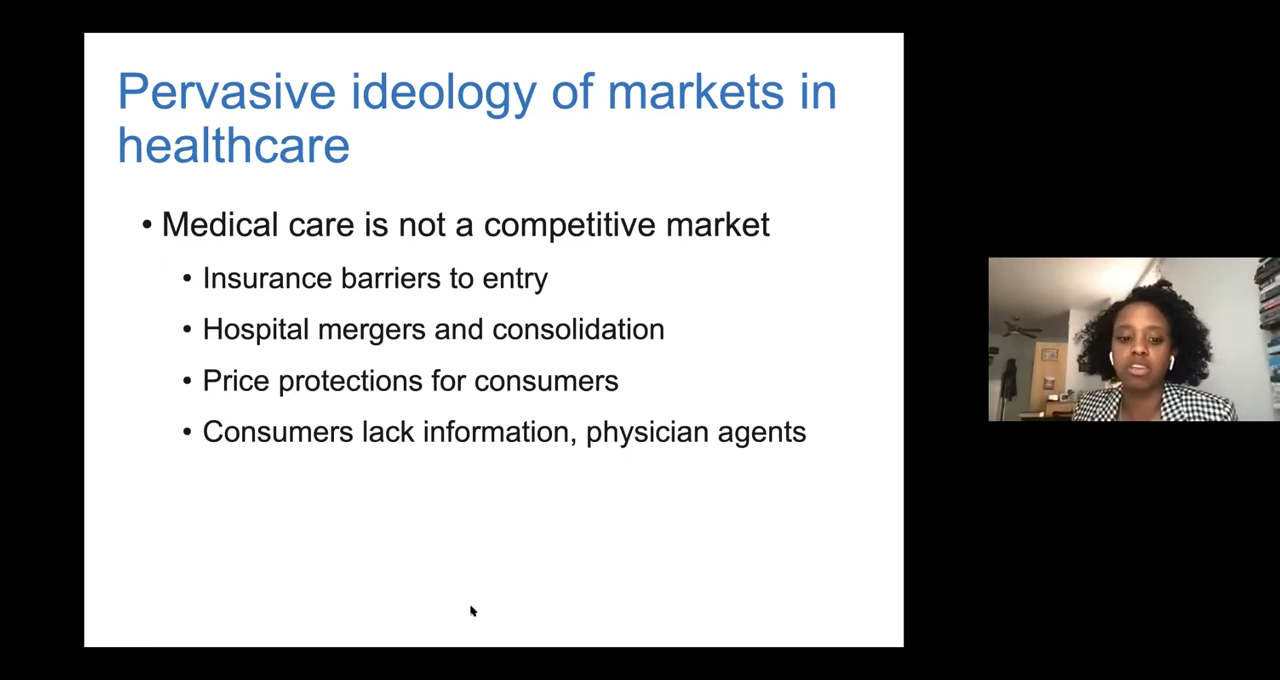 Pervasive ideology of markets in
healthcare
• Medical care is not a competitive market
• Insurance barriers to entry
• Hospital mergers and consolidation
• Price protections for consumers
• Consumers lack information, physician agents